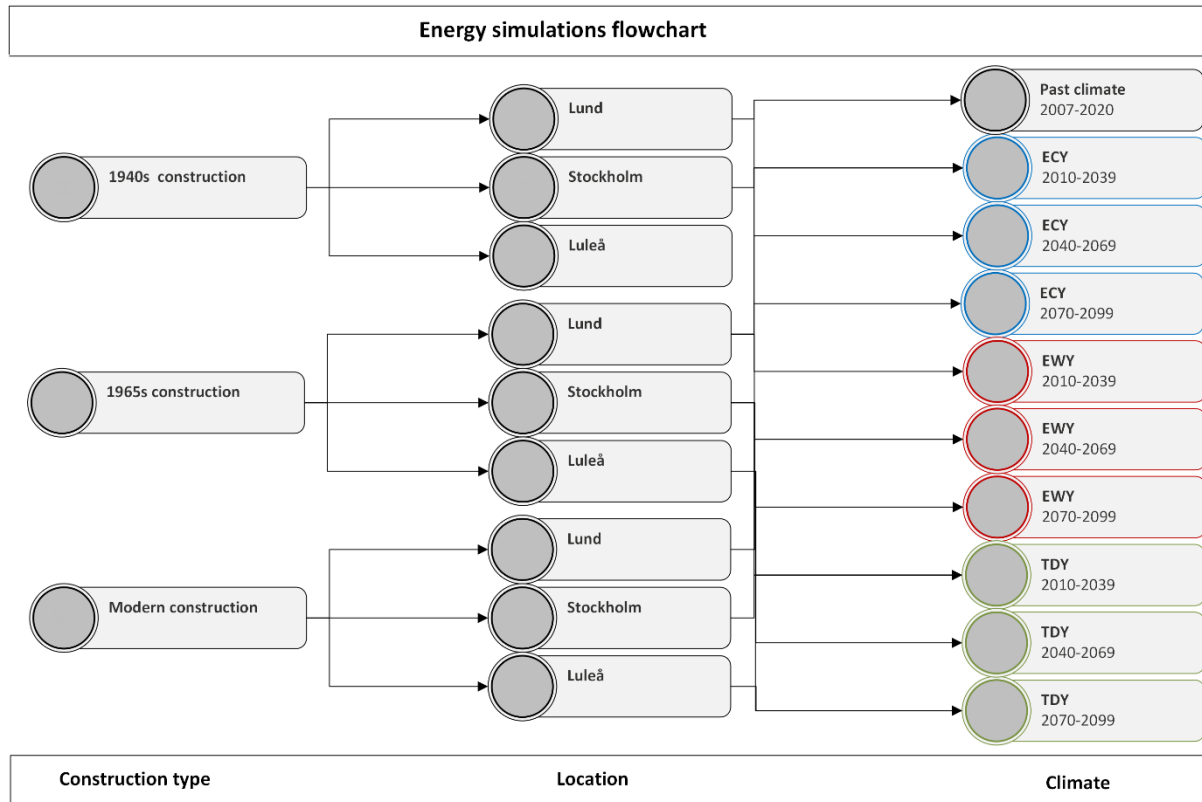 Energy simulations flowchart
1940s construction
1965s construction
Modern construction
Lund
Stockholm
Luleå
Lund
Stockholm
Luleå
Lund
Stockholm
Luleå
Past climate
2007-2020
ECY
2010-2039
ECY
2040-2069
ECY
2070-2099
EWY
2010-2039
EWY
2040-2069
EWY
2070-2099
TDY
2010-2039
TDY
2040-2069
TDY
2070-2099
Construction type
Location
Climate